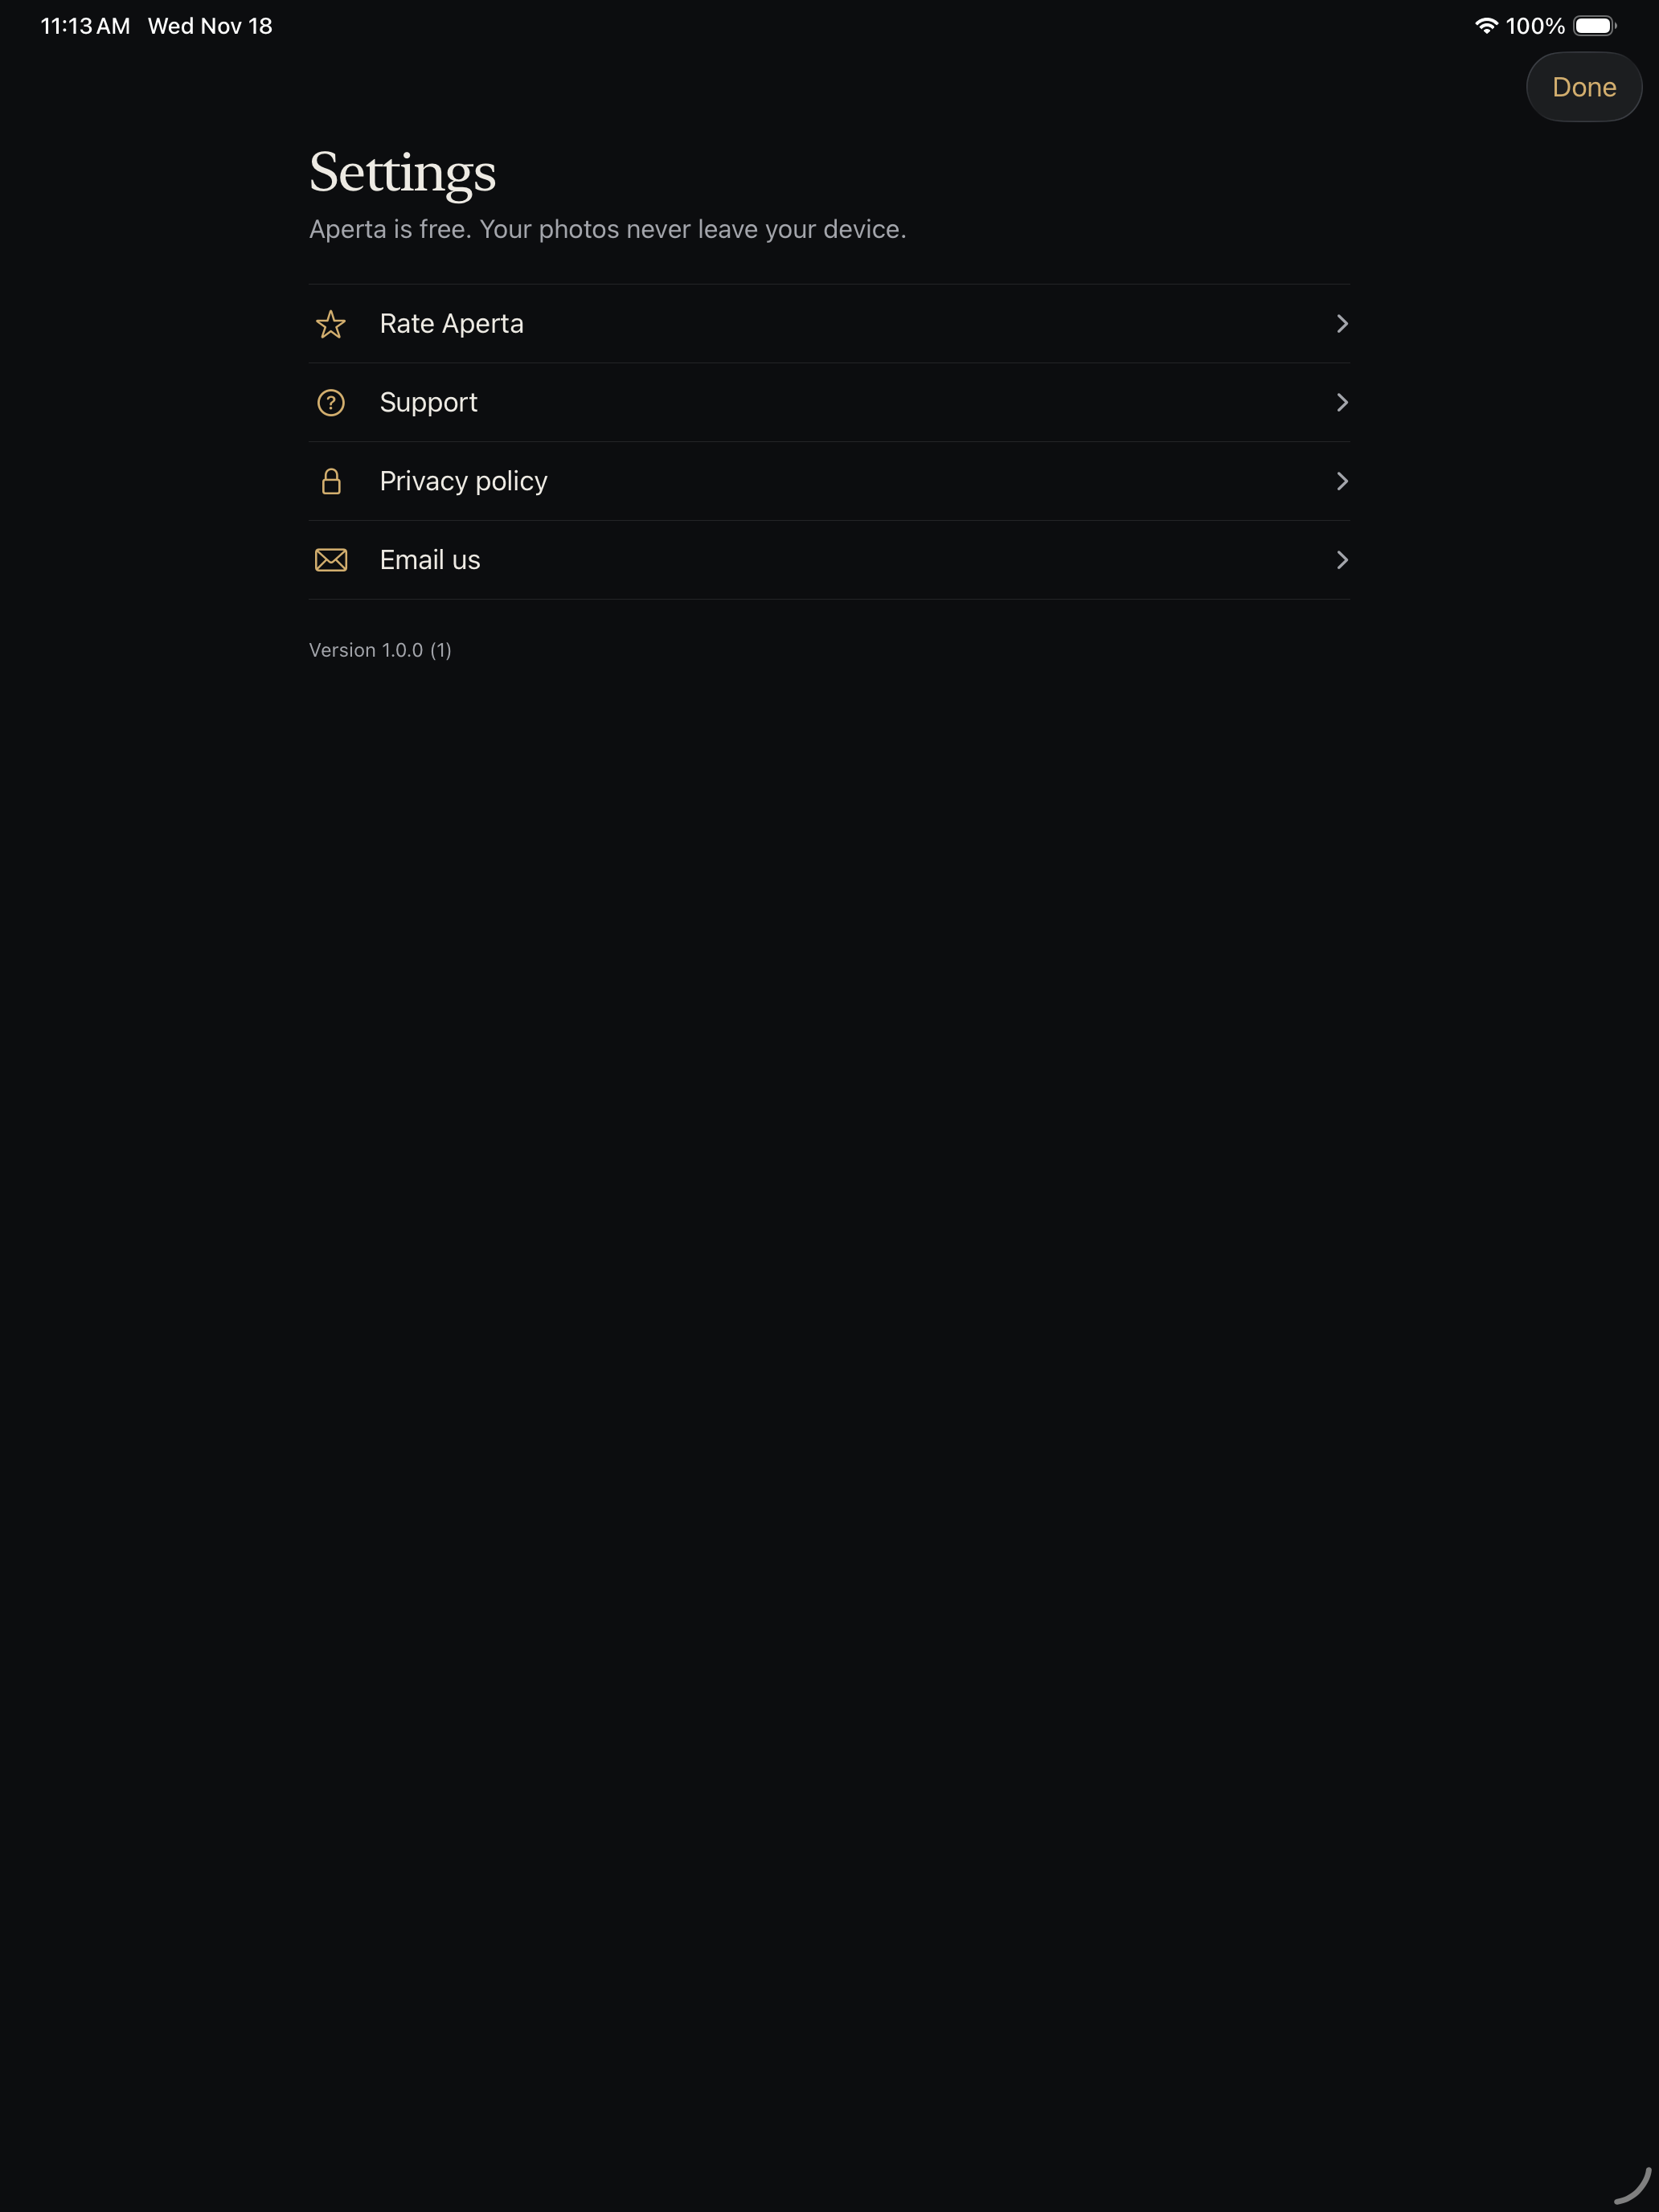 11:13 AM Wed Nov 18
100%
Done
Settings
Aperta is free. Your photos never leave your device.
Rate Aperta
Support
Privacy policy
Email us
Version 1.0.0 (1)